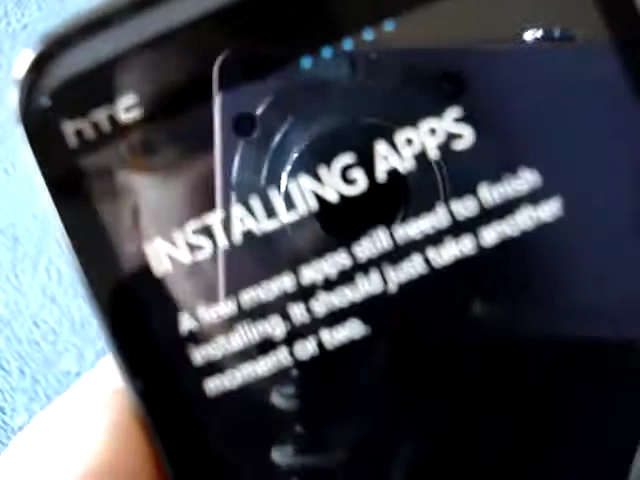 hTC
INSTALLING APPS
A few more apps still need to finish
installing. It should just take another
moment or two.